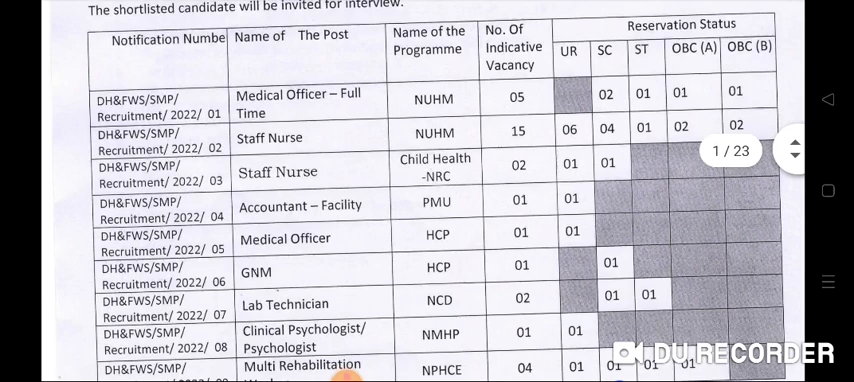 The shortlisted candidate will be invited for interview.
Notification Numbe Name of The Post Name of the Programme No. Of Indicative Vacancy Reservation Status
UR SC ST OBC (A) OBC (B)
DH&FWS/SMP/ Recruitment/ 2022/ 01 Medical Officer – Full Time NUHM 05 02 01 01 01
DH&FWS/SMP/ Recruitment/ 2022/ 02 Staff Nurse NUHM 15 06 04 01 02 02
DH&FWS/SMP/ Recruitment/ 2022/ 03 Staff Nurse Child Health -NRC 02 01 01
1 / 23
DH&FWS/SMP/ Recruitment/ 2022/ 04 Accountant – Facility PMU 01 01
DH&FWS/SMP/ Recruitment/ 2022/ 05 Medical Officer HCP 01 01
DH&FWS/SMP/ Recruitment/ 2022/ 06 GNM HCP 01 01
DH&FWS/SMP/ Recruitment/ 2022/ 07 Lab Technician NCD 02 01 01
DH&FWS/SMP/ Recruitment/ 2022/ 08 Clinical Psychologist/ Psychologist NMHP 01 01
DH&FWS/SMP/ Multi Rehabilitation NPHCE 04 01 01 01 01
DU RECORDER